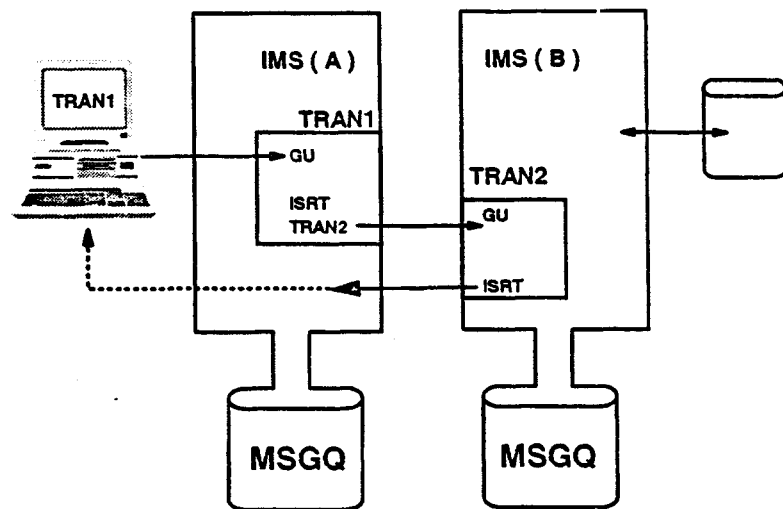 IMS ( A )
IMS ( B )
TRAN1
TRAN1
GU
ISRT
TRAN2
TRAN2
GU
ISRT
MSGQ
MSGQ